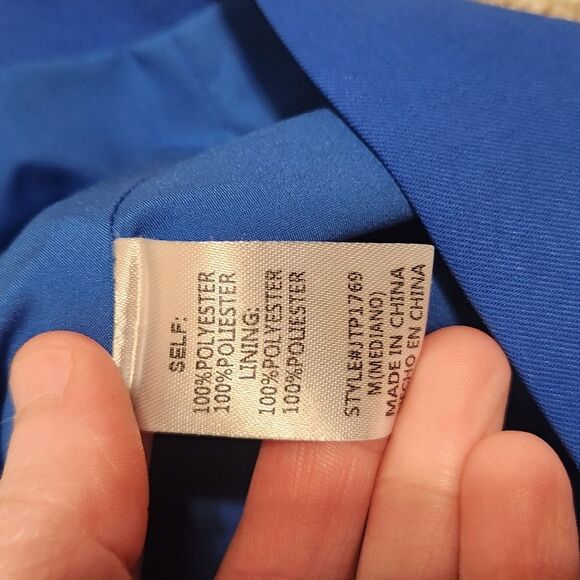 SELF:
100%POLYESTER
100%POLIESTER
LINING:
100%POLYESTER
100%POLIESTER
STYLE#JTP1769
M(MEDIANO)
MADE IN CHINA
HECHO EN CHINA